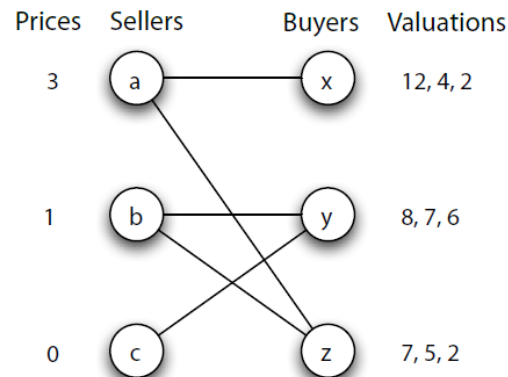 Prices Sellers Buyers Valuations
3 a x 12, 4, 2
1 b y 8, 7, 6
0 c z 7, 5, 2